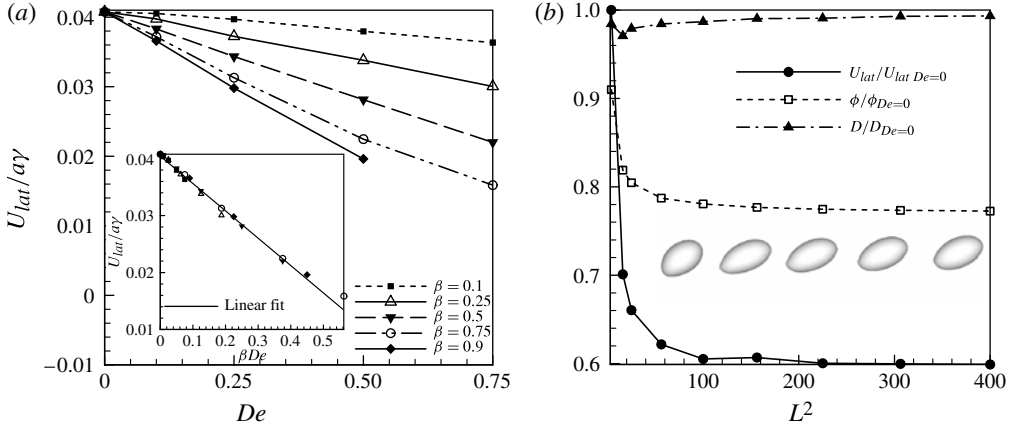 (a)
0.04
0.03
0.02
0.01
0
−0.01
U_lat/aγ
0
0.25
0.50
0.75
De
β = 0.1
β = 0.25
β = 0.5
β = 0.75
β = 0.9
0.04
0.03
0.02
0.01
U_lat/aγ
Linear fit
0
0.1
0.2
0.3
0.4
0.5
βDe
(b)
1.0
0.9
0.8
0.7
0.6
U_lat/U_lat De=0
ϕ/ϕ_De=0
D/D_De=0
100
200
300
400
L²